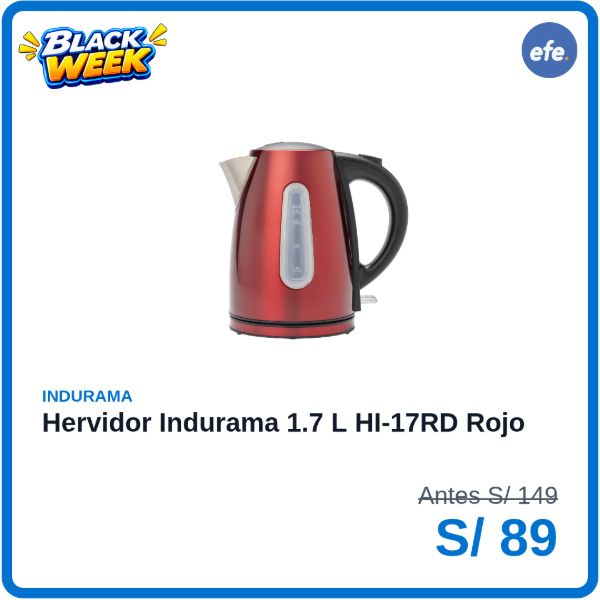 BLACK
WEEK
efe.
INDURAMA
Hervidor Indurama 1.7 L HI-17RD Rojo
Antes S/ 149
S/ 89